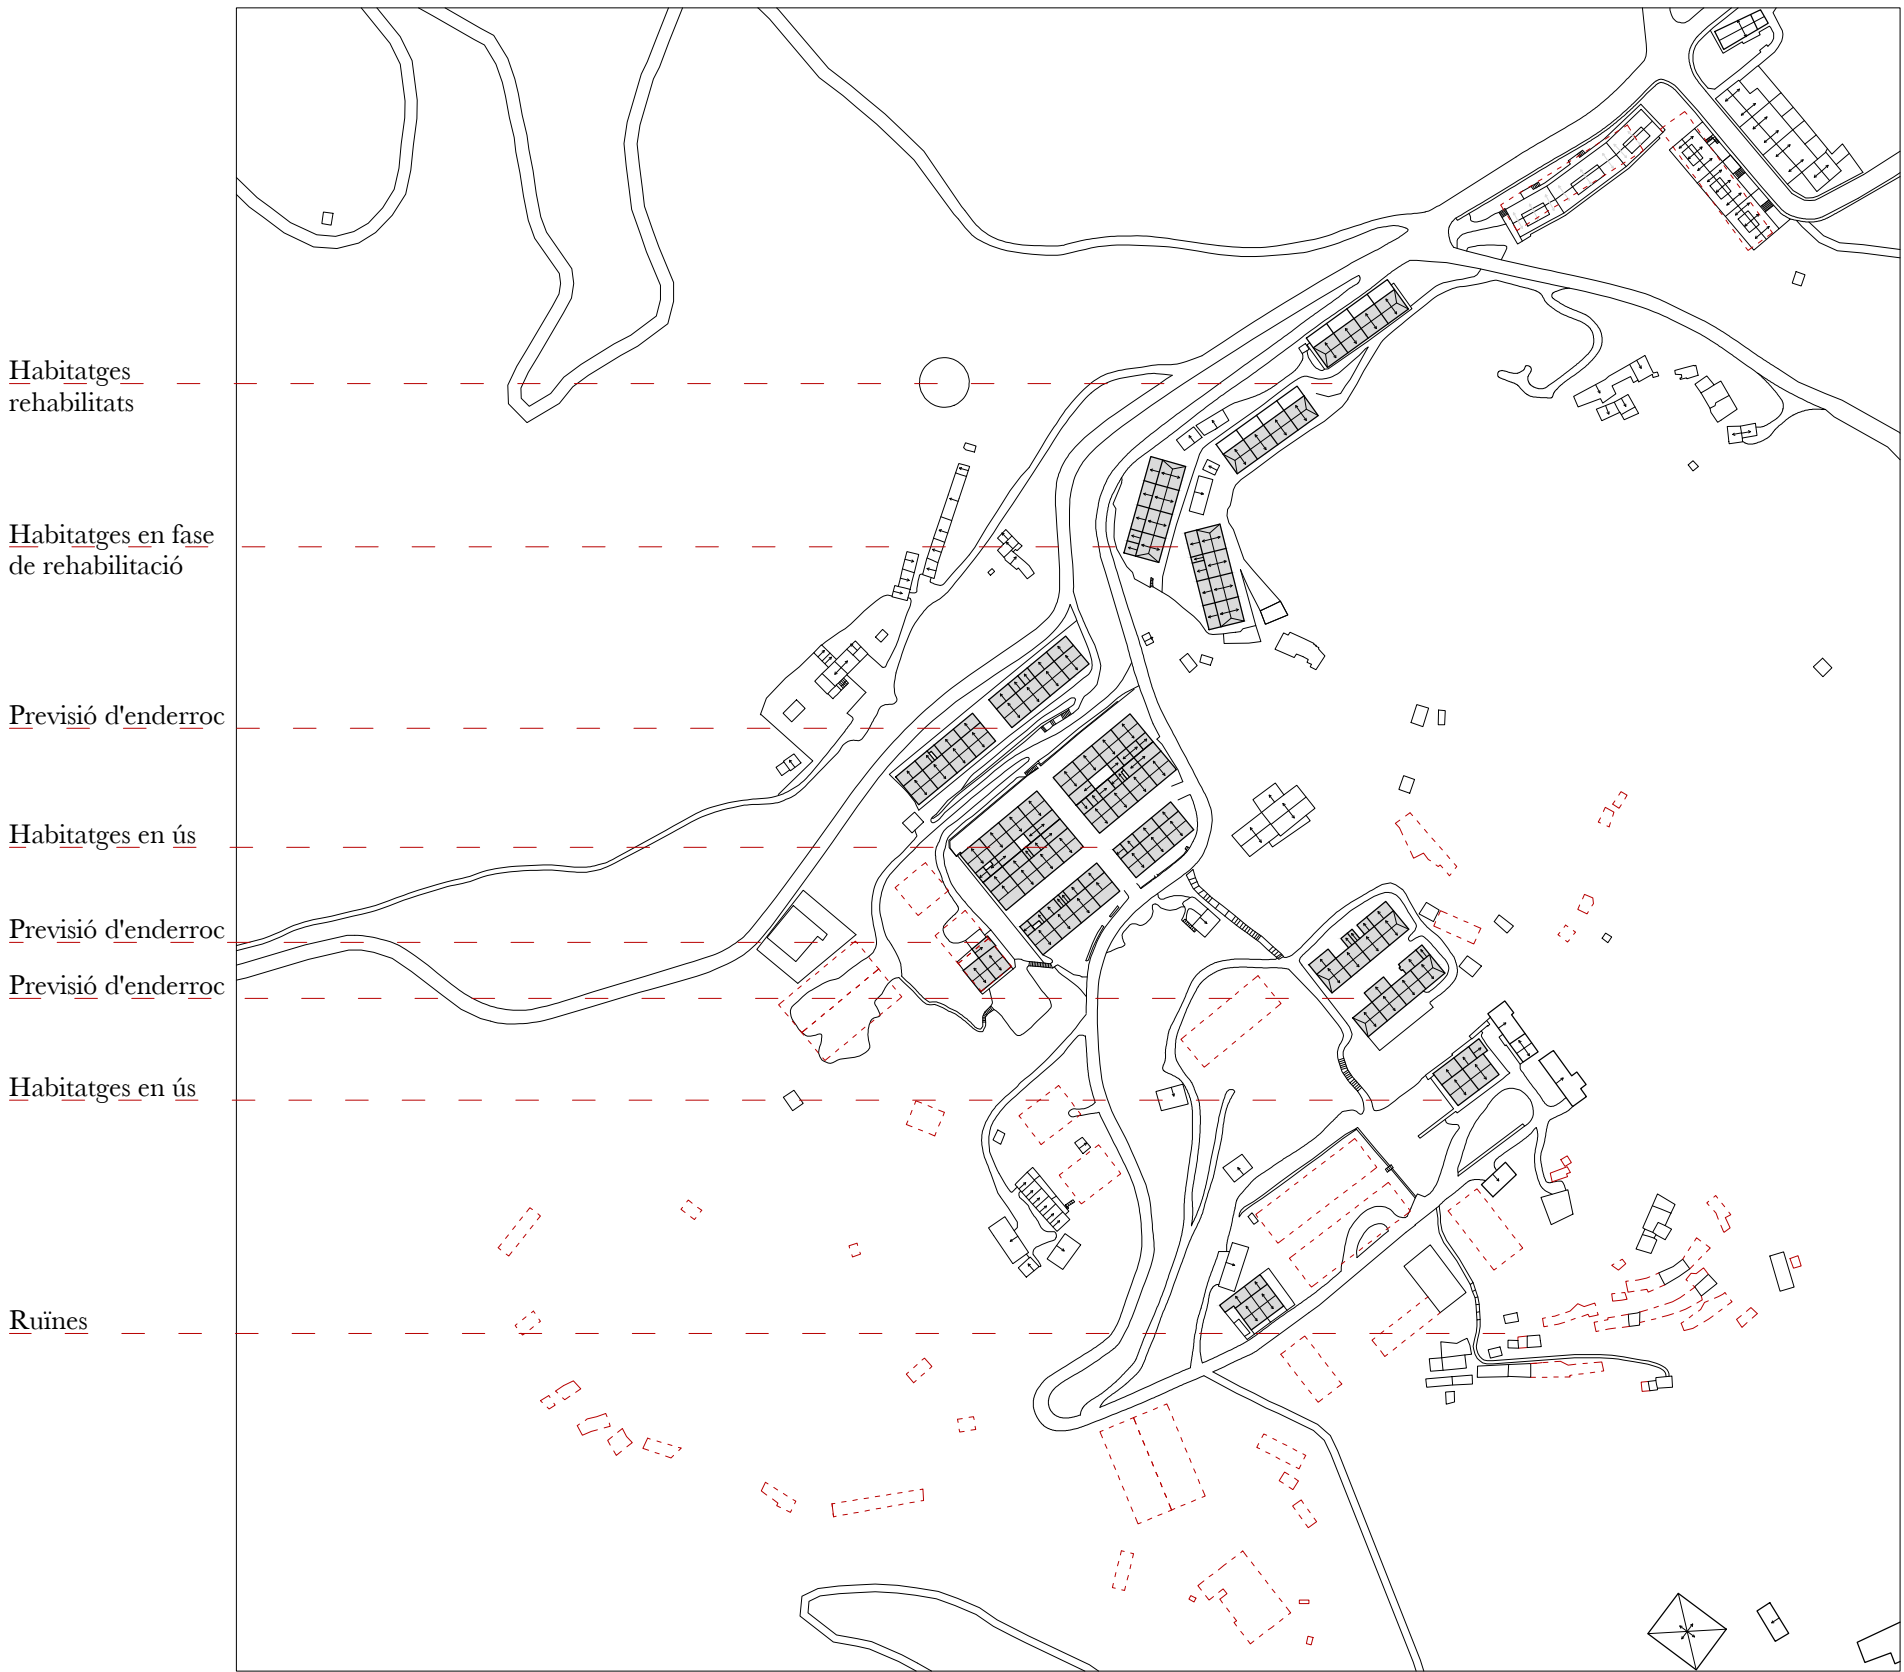 Habitatges
rehabilitats
Habitatges en fase
de rehabilitació
Previsió d'enderroc
Habitatges en ús
Previsió d'enderroc
Previsió d'enderroc
Habitatges en ús
Ruïnes